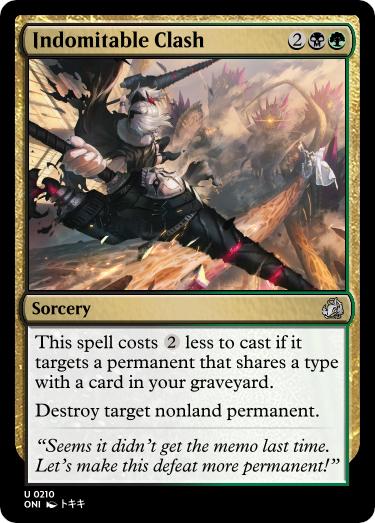 Indomitable Clash 2
Sorcery
This spell costs 2 less to cast if it
targets a permanent that shares a type
with a card in your graveyard.
Destroy target nonland permanent.
“Seems it didn’t get the memo last time.
Let’s make this defeat more permanent!”
U 0210
ONI トキキ